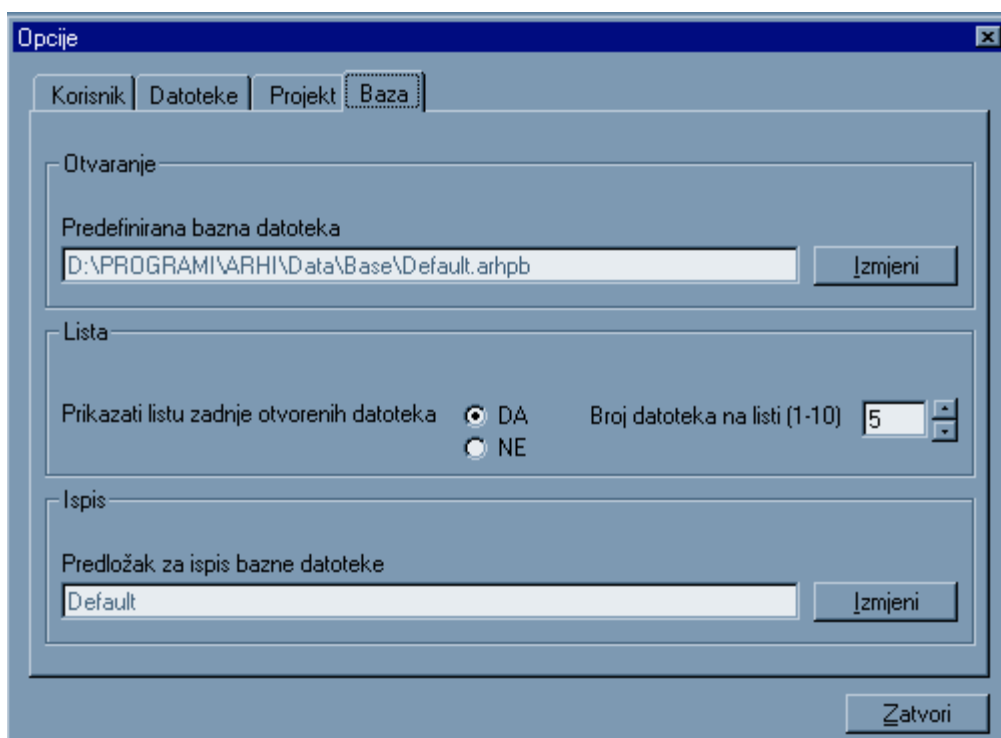 Opcije
Korisnik Datoteke Projekt Baza
Otvaranje
Predefinirana bazna datoteka
D:\PROGRAMI\ARHI\Data\Base\Default.arhpb Izmjeni
Lista
Prikazati listu zadnje otvorenih datoteka DA Broj datoteka na listi (1-10) 5
NE
Ispis
Predložak za ispis bazne datoteke
Default Izmjeni
Zatvori